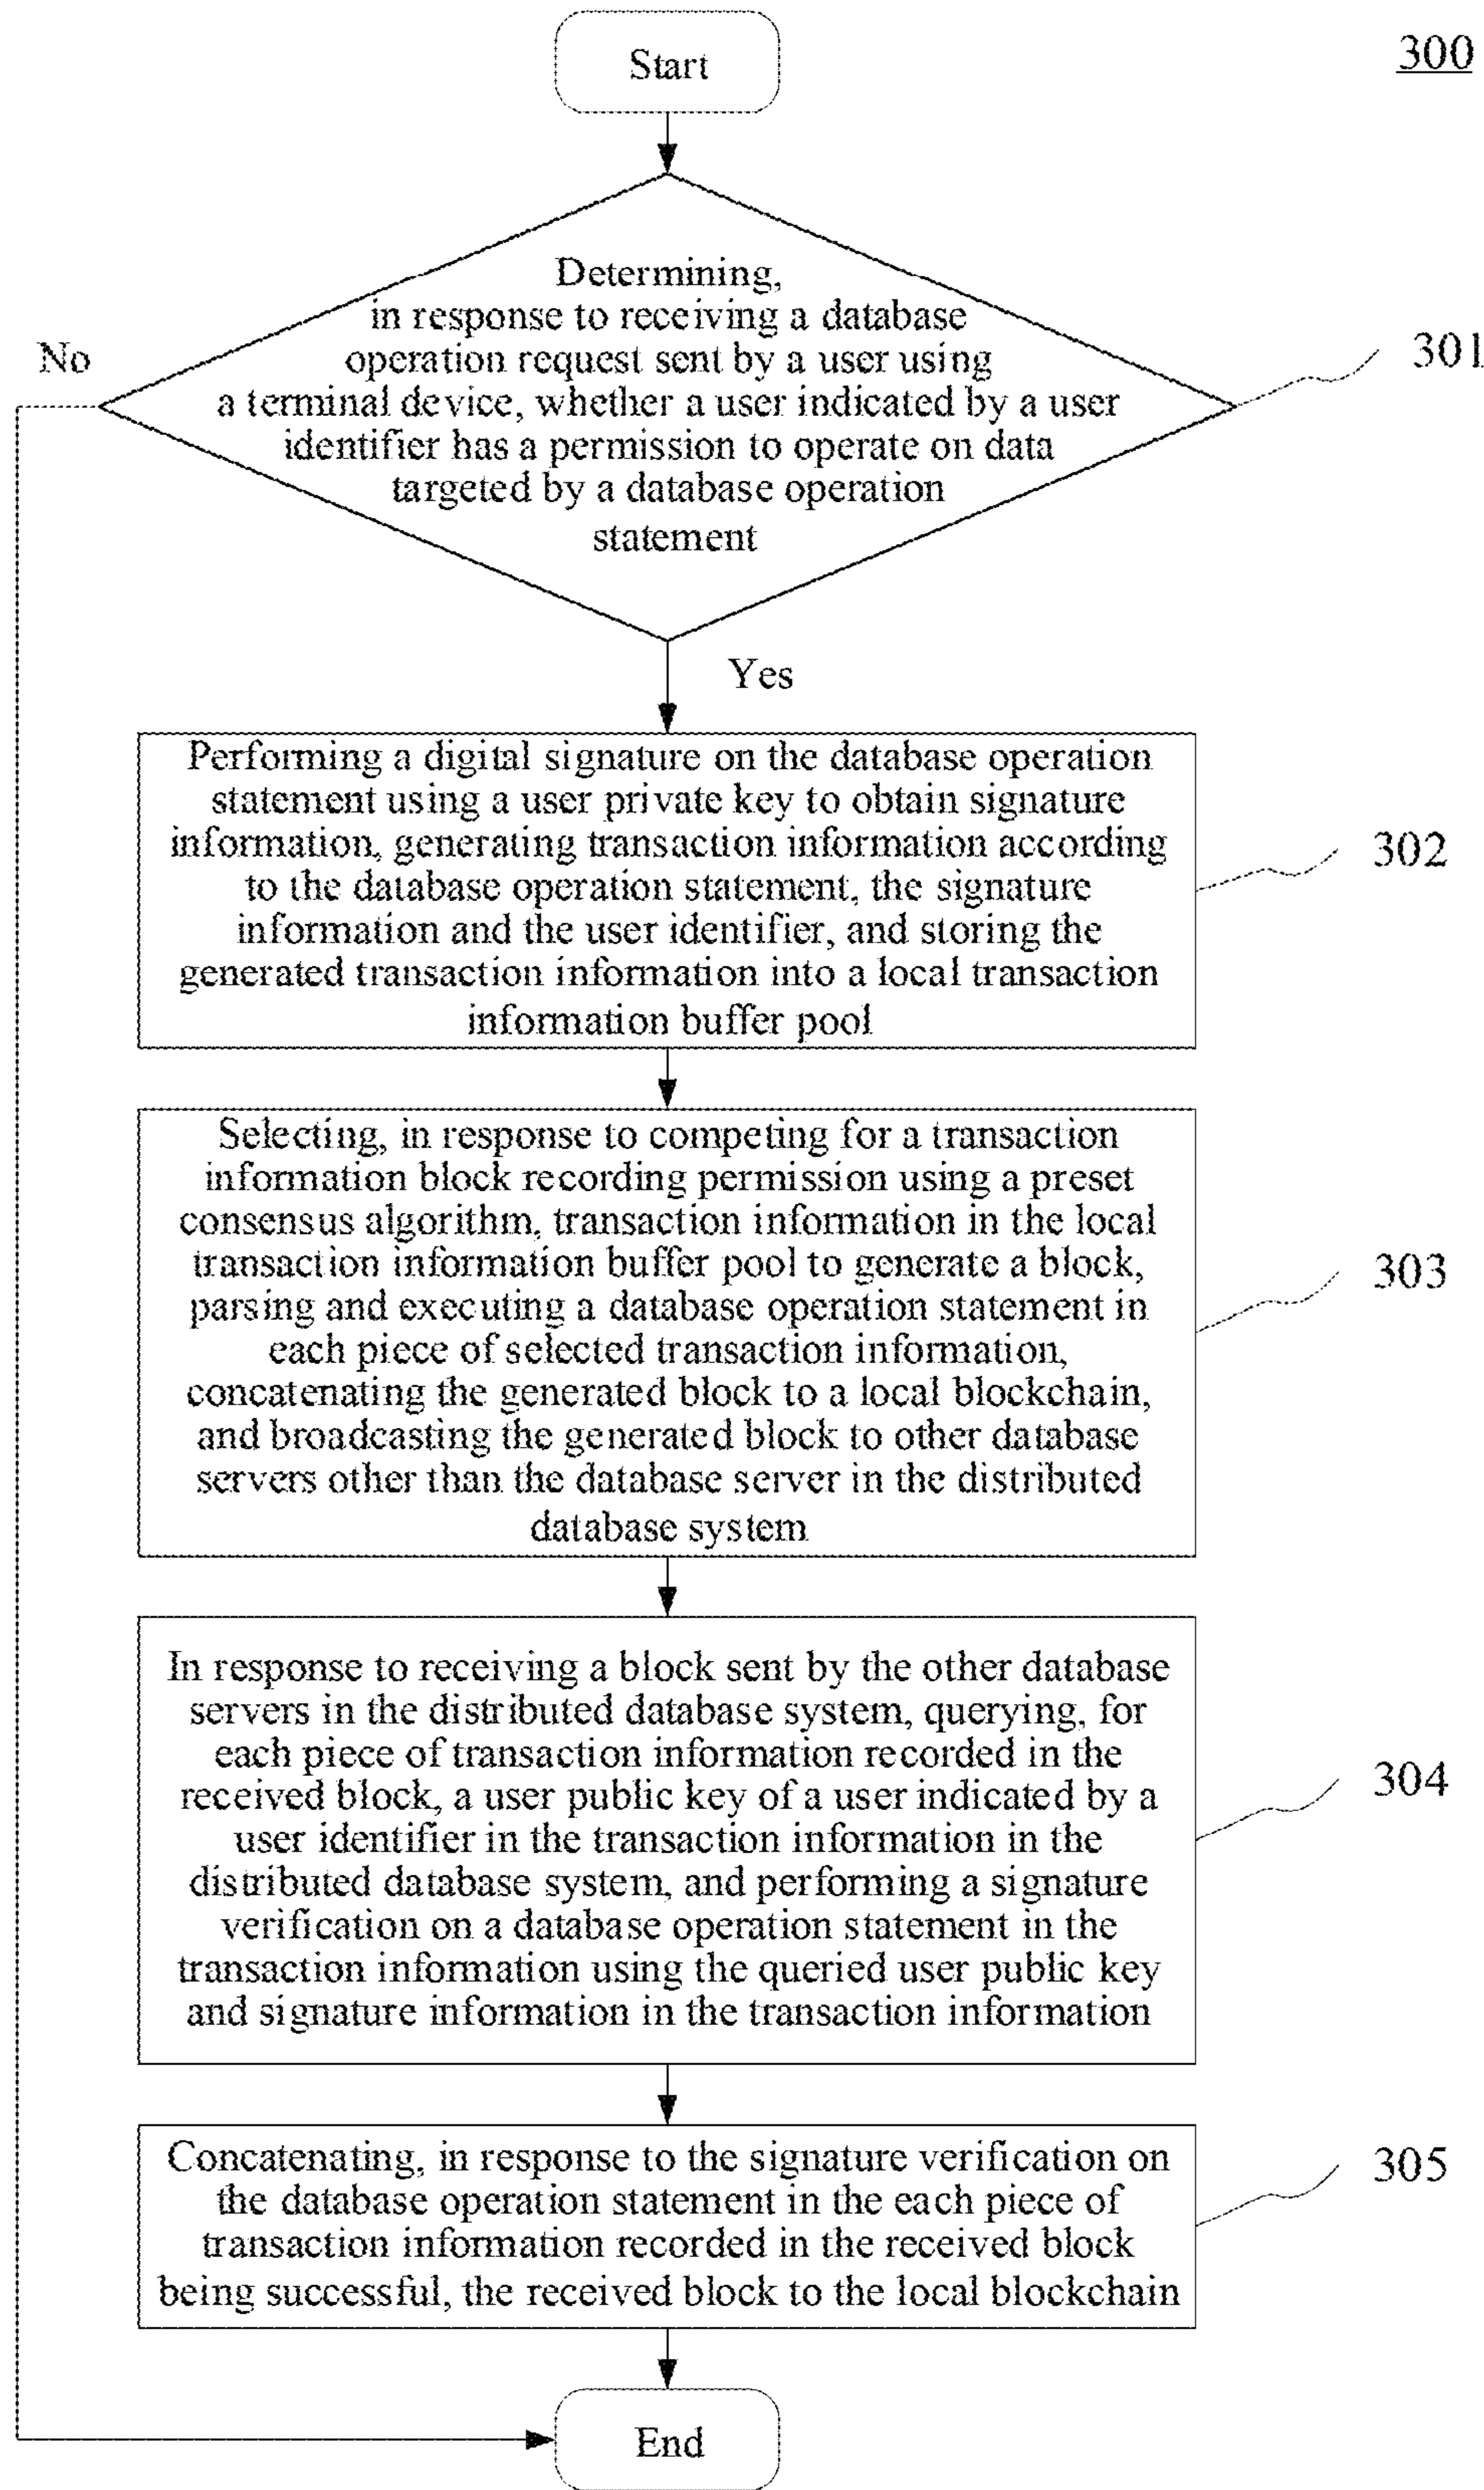 Start
300
Determining,
in response to receiving a database
operation request sent by a user using
a terminal device, whether a user indicated by a user
identifier has a permission to operate on data
targeted by a database operation
statement
No
301
Yes
Performing a digital signature on the database operation
statement using a user private key to obtain signature
information, generating transaction information according
to the database operation statement, the signature
information and the user identifier, and storing the
generated transaction information into a local transaction
information buffer pool
302
Selecting, in response to competing for a transaction
information block recording permission using a preset
consensus algorithm, transaction information in the local
transaction information buffer pool to generate a block,
parsing and executing a database operation statement in
each piece of selected transaction information,
concatenating the generated block to a local blockchain,
and broadcasting the generated block to other database
servers other than the database server in the distributed
database system
303
In response to receiving a block sent by the other database
servers in the distributed database system, querying, for
each piece of transaction information recorded in the
received block, a user public key of a user indicated by a
user identifier in the transaction information in the
distributed database system, and performing a signature
verification on a database operation statement in the
transaction information using the queried user public key
and signature information in the transaction information
304
Concatenating, in response to the signature verification on
the database operation statement in the each piece of
transaction information recorded in the received block
being successful, the received block to the local blockchain
305
End